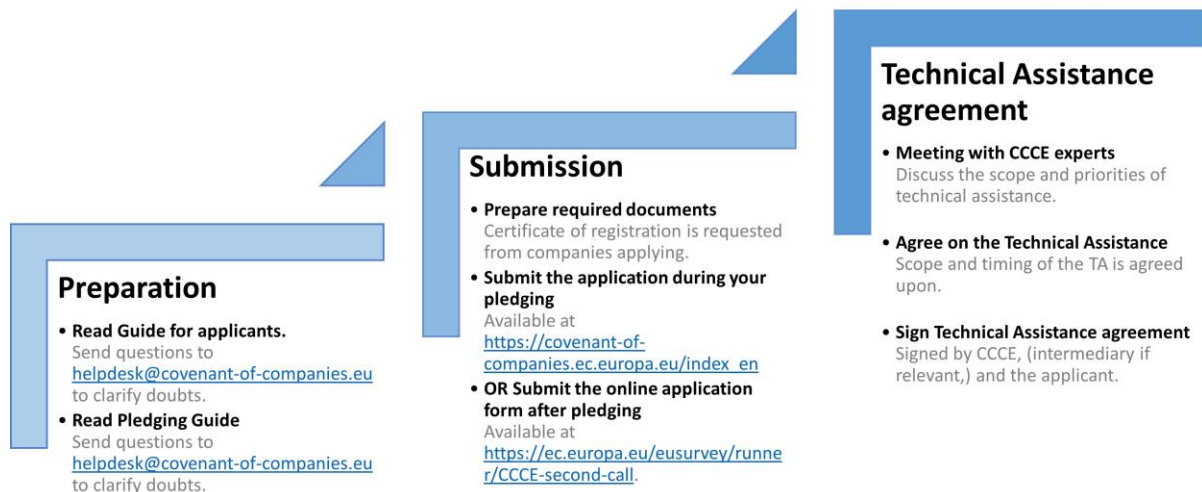 Preparation
• Read Guide for applicants.
Send questions to
helpdesk@covenant-of-companies.eu
to clarify doubts.
• Read Pledging Guide
Send questions to
helpdesk@covenant-of-companies.eu
to clarify doubts.
Submission
• Prepare required documents
Certificate of registration is requested
from companies applying.
• Submit the application during your
pledging
Available at
https://covenant-of-
companies.ec.europa.eu/index_en
• OR Submit the online application
form after pledging
Available at
https://ec.europa.eu/eusurvey/runne
r/CCCE-second-call.
Technical Assistance
agreement
• Meeting with CCCE experts
Discuss the scope and priorities of
technical assistance.
• Agree on the Technical Assistance
Scope and timing of the TA is agreed
upon.
• Sign Technical Assistance agreement
Signed by CCCE, (intermediary if
relevant,) and the applicant.